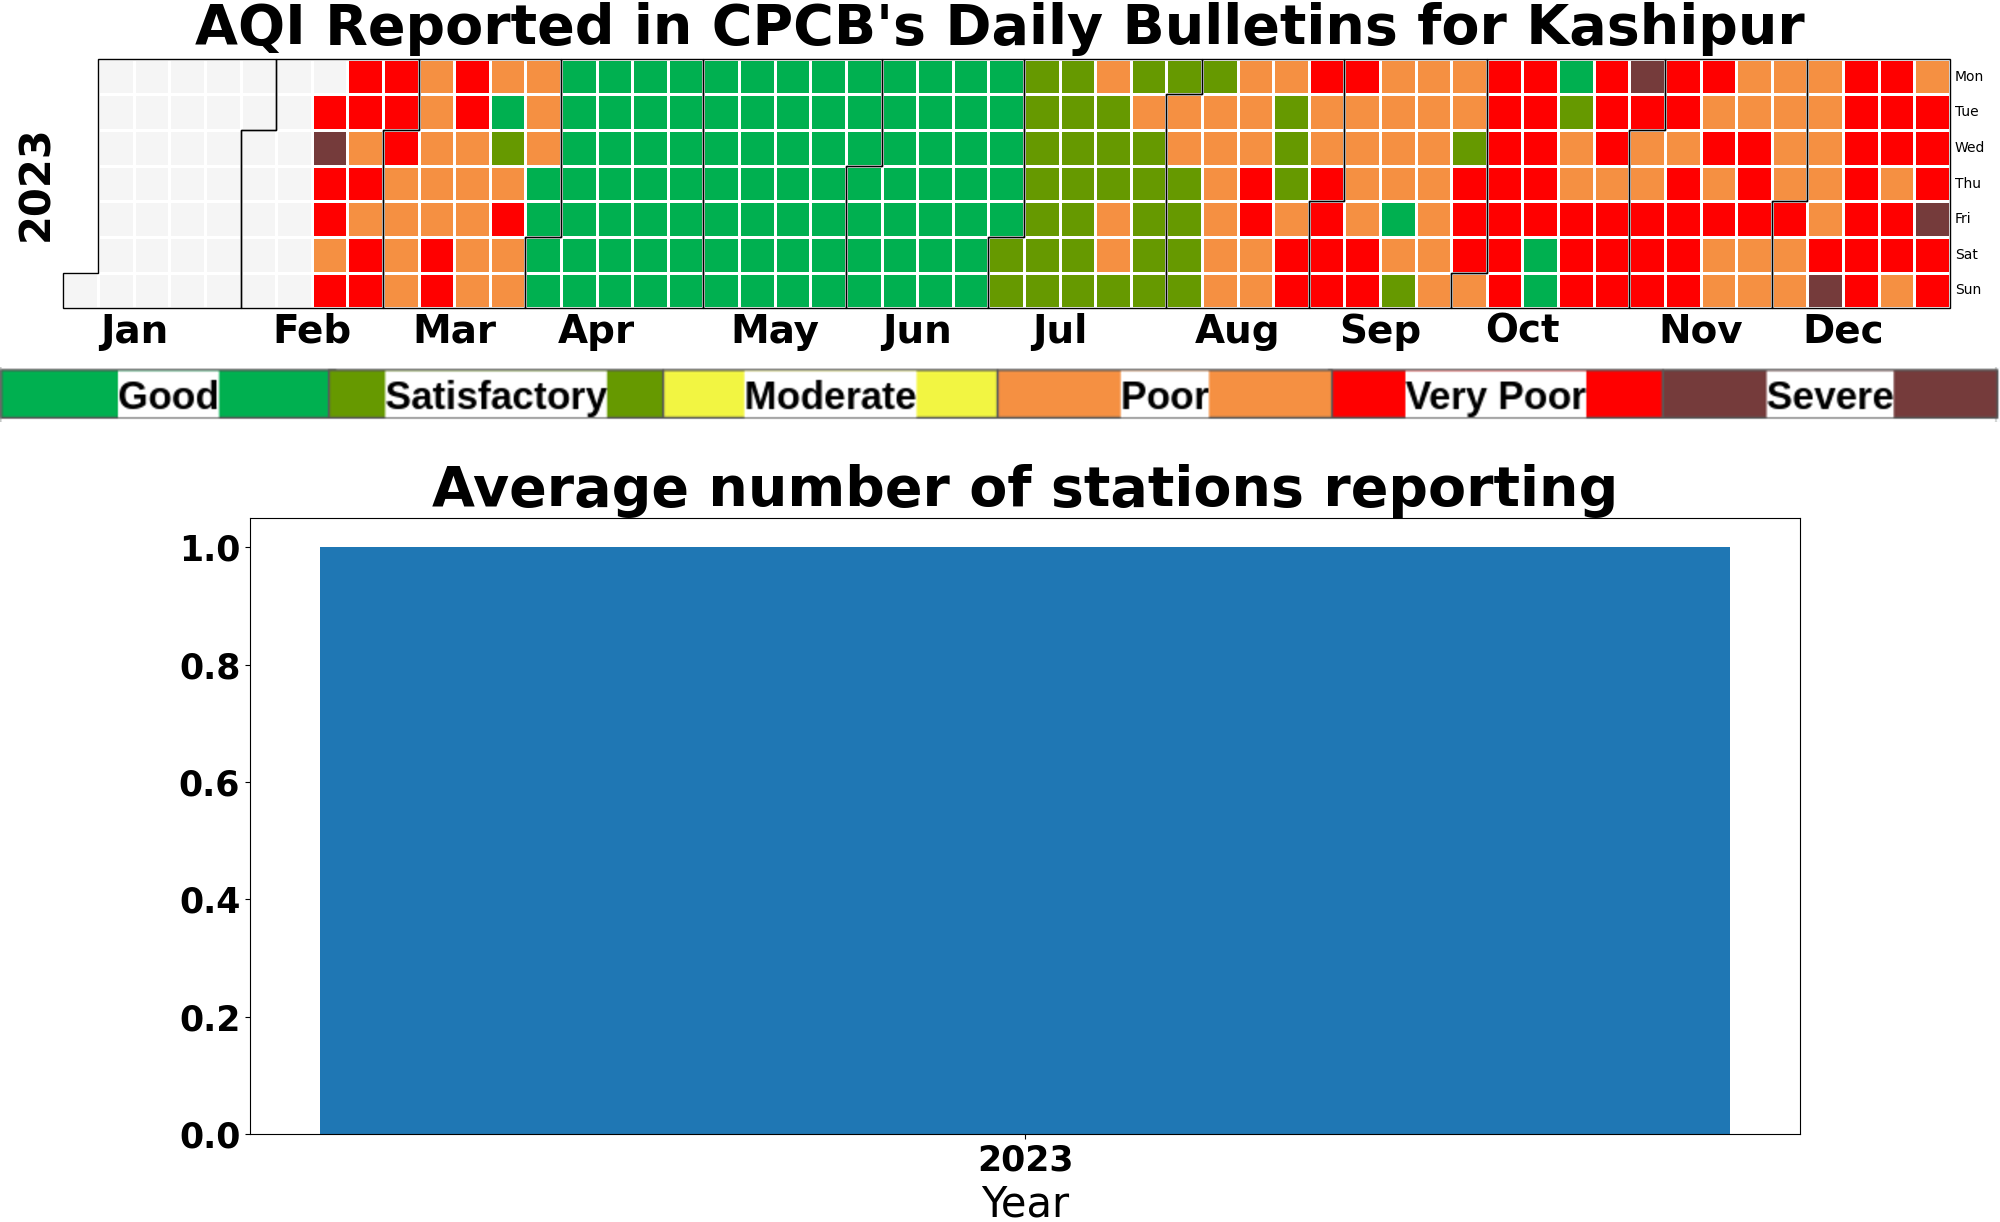 AQI Reported in CPCB's Daily Bulletins for Kashipur
2023
Mon
Tue
Wed
Thu
Fri
Sat
Sun
Jan Feb Mar Apr May Jun Jul Aug Sep Oct Nov Dec
Good Satisfactory Moderate Poor Very Poor Severe
Average number of stations reporting
1.0
0.8
0.6
0.4
0.2
0.0
2023
Year